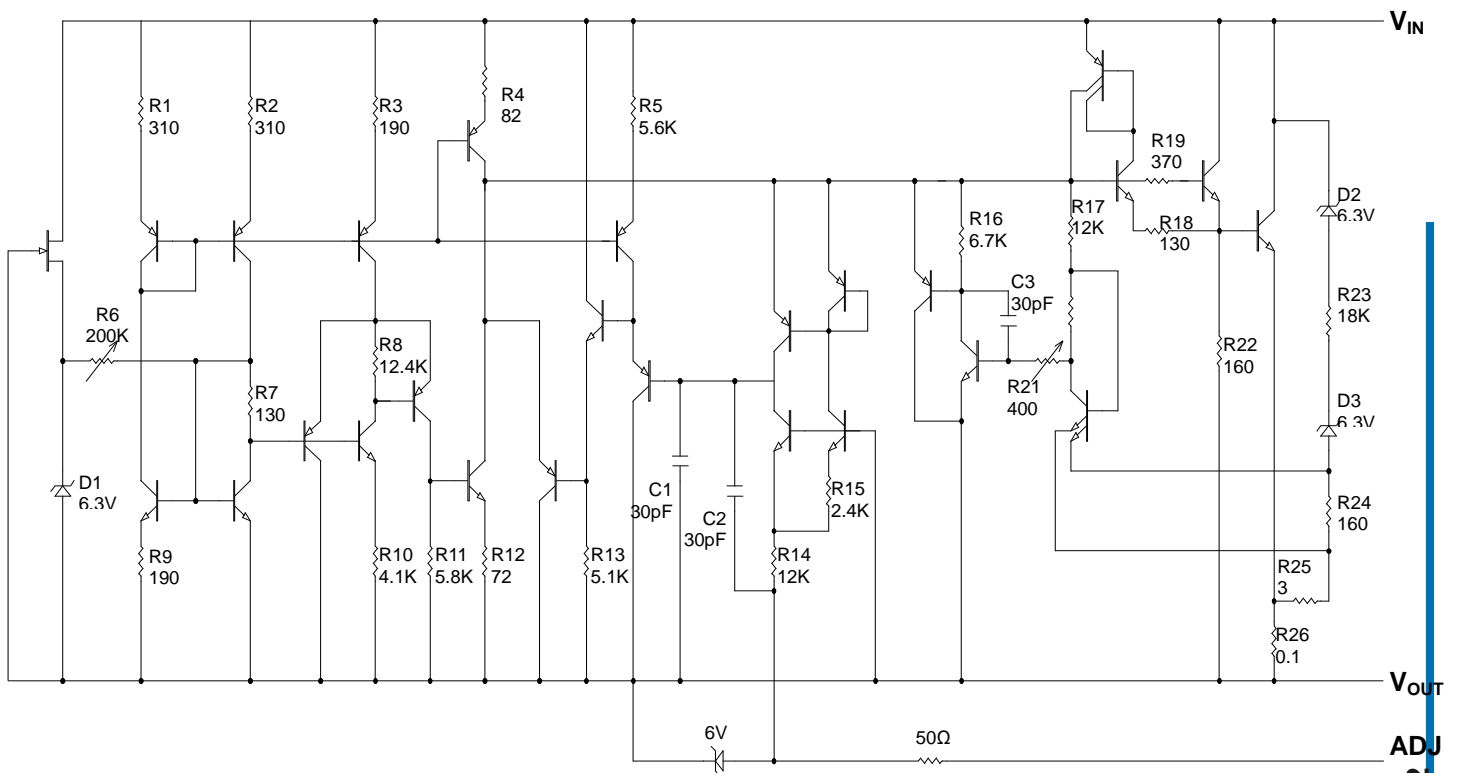 V_IN
R1
310
R2
310
R3
190
R4
82
R5
5.6K
R19
370
D2
6.3V
R16
6.7K
R17
12K
R18
130
R6
200K
C3
30pF
R23
18K
R8
12.4K
R22
160
R7
130
R21
400
D3
6.3V
D1
6.3V
C1
30pF
C2
30pF
R15
2.4K
R24
160
R9
190
R10
4.1K
R11
5.8K
R12
72
R13
5.1K
R14
12K
R25
3
R26
0.1
V_OUT
6V
50Ω
ADJ